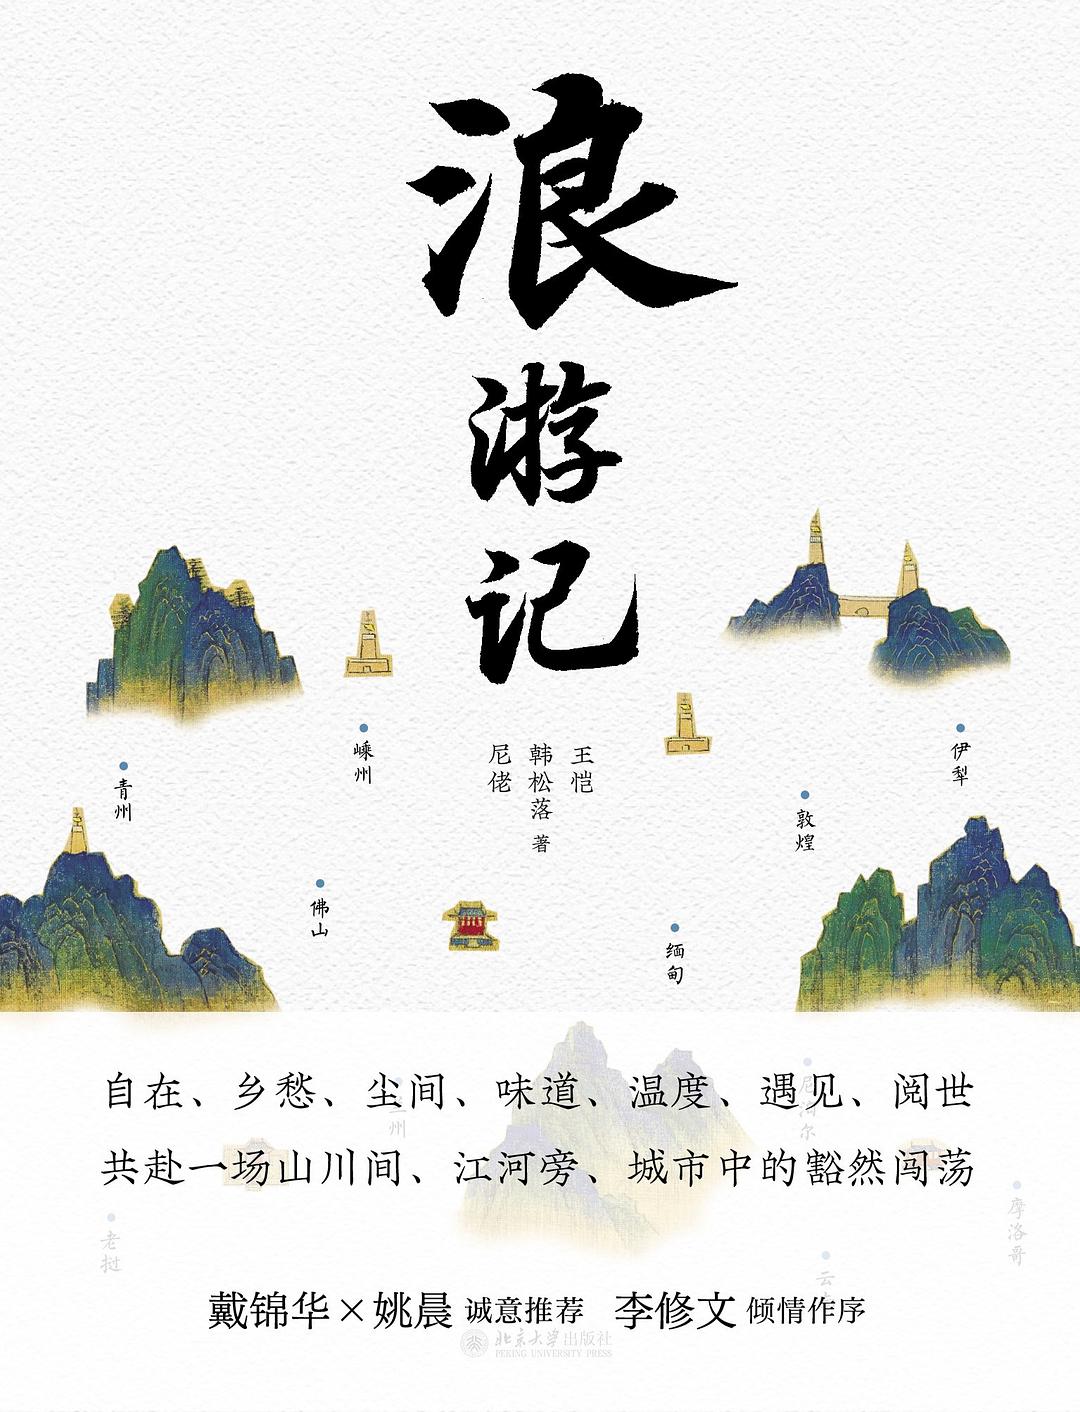 浪
游
记
王恺
韩松落 著
尼佬
伊犁
嵊州
青州
敦煌
佛山
缅甸
自在、乡愁、尘间、味道、温度、遇见、阅世
共赴一场山川间、江河旁、城市中的豁然闯荡
摩洛哥
老挝
戴锦华×姚晨 诚意推荐 李修文 倾情作序
北京大学出版社
PEKING UNIVERSITY PRESS